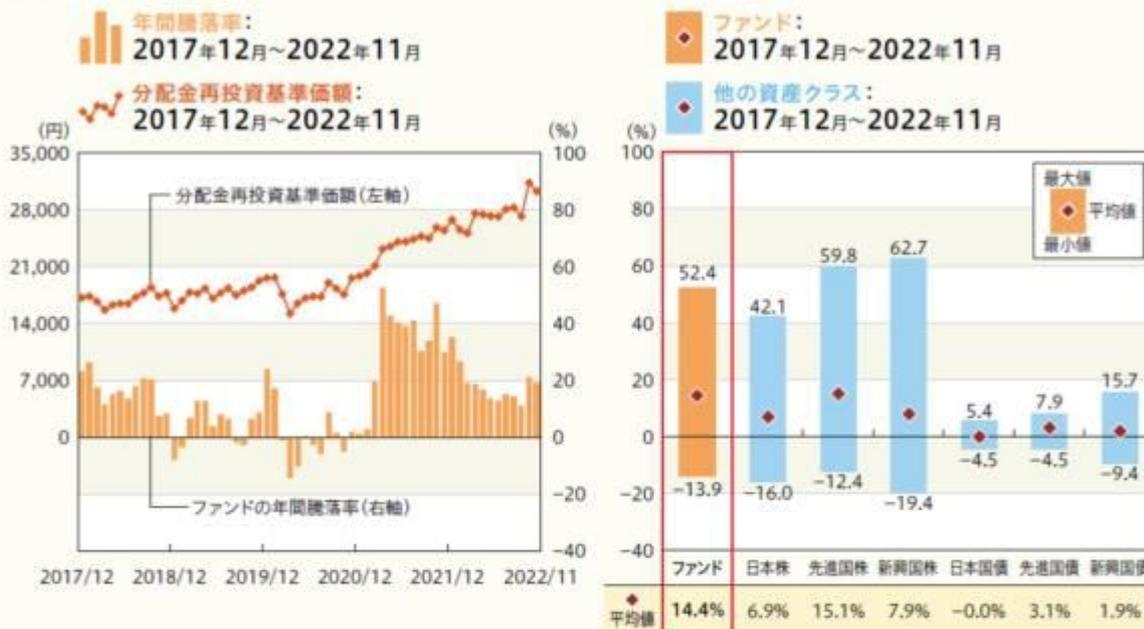 年間騰落率：
2017年12月〜2022年11月
分配金再投資基準価額：
2017年12月〜2022年11月
(円)
(%)
35,000
28,000
21,000
14,000
7,000
0
100
80
60
40
20
0
−20
−40
分配金再投資基準価額(左軸)
ファンドの年間騰落率(右軸)
2017/12 2018/12 2019/12 2020/12 2021/12 2022/11
ファンド：
2017年12月〜2022年11月
他の資産クラス：
2017年12月〜2022年11月
(%)
100
80
60
40
20
0
−20
−40
最大値
平均値
最小値
52.4 42.1 59.8 62.7 5.4 7.9 15.7
−13.9 −16.0 −12.4 −19.4 −4.5 −4.5 −9.4
ファンド 日本株 先進国株 新興国株 日本国債 先進国債 新興国債
平均値 14.4% 6.9% 15.1% 7.9% −0.0% 3.1% 1.9%